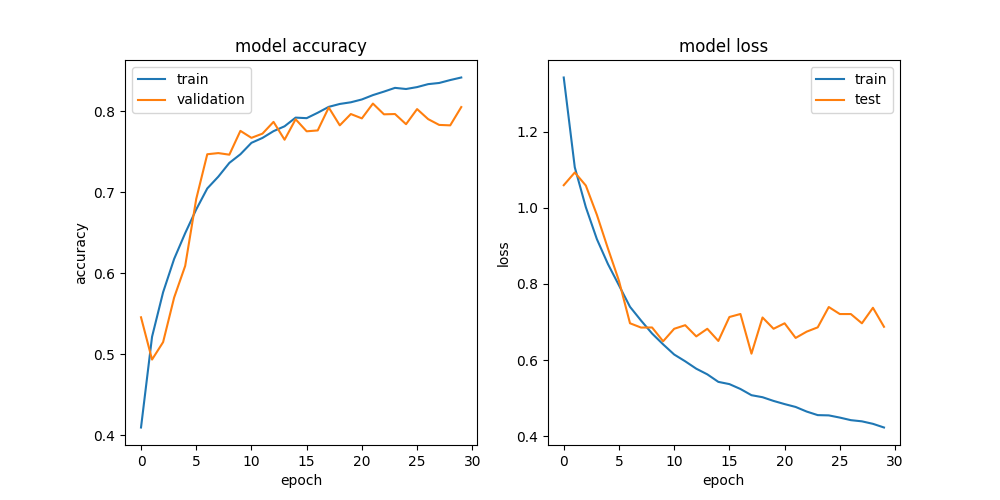 model accuracy
train
validation
accuracy
0.8
0.7
0.6
0.5
0.4
0 5 10 15 20 25 30
epoch
model loss
train
test
loss
1.2
1.0
0.8
0.6
0.4
0 5 10 15 20 25 30
epoch